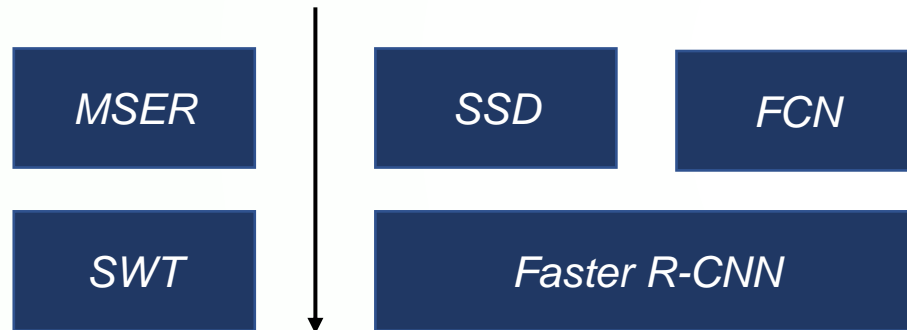 MSER
SSD
FCN
SWT
Faster R-CNN